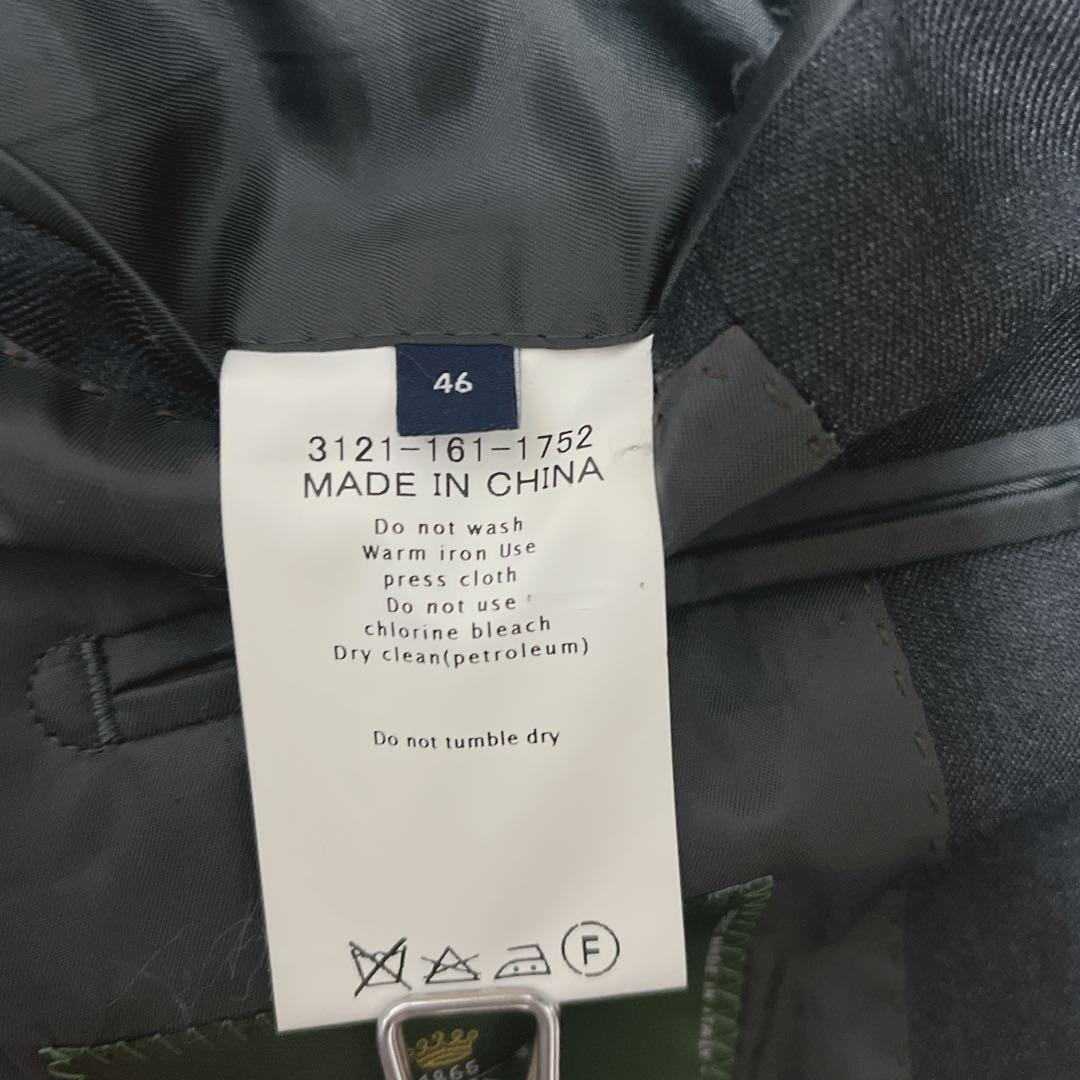 46
3121-161-1752
MADE IN CHINA
Do not wash
Warm iron Use
press cloth
Do not use
chlorine bleach
Dry clean(petroleum)
Do not tumble dry
F